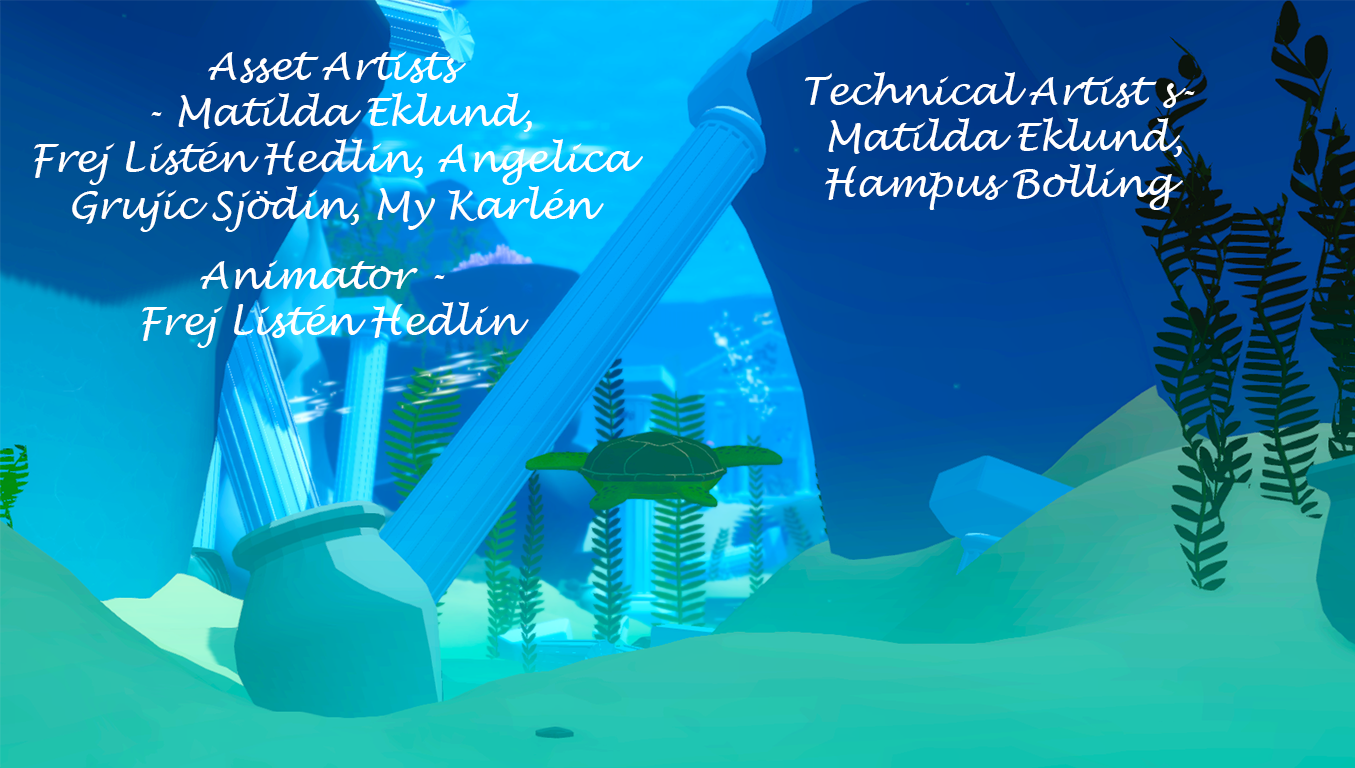 Asset Artists
- Matilda Eklund,
Frej Listén Hedlin, Angelica
Grujic Sjödin, My Karlén
Animator -
Frej Listén Hedlin
Technical Artist s-
Matilda Eklund,
Hampus Bolling